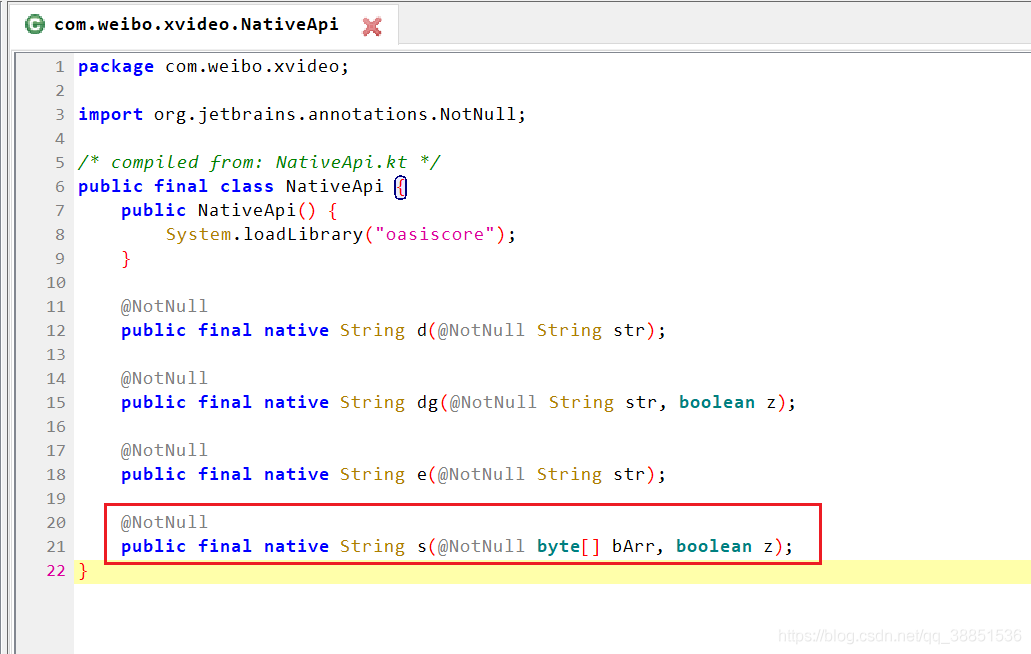 com.weibo.xvideo.NativeApi
1 package com.weibo.xvideo;
2
3 import org.jetbrains.annotations.NotNull;
4
5 /* compiled from: NativeApi.kt */
6 public final class NativeApi {
7     public NativeApi() {
8         System.loadLibrary("oasiscore");
9     }
10
11     @NotNull
12     public final native String d(@NotNull String str);
13
14     @NotNull
15     public final native String dg(@NotNull String str, boolean z);
16
17     @NotNull
18     public final native String e(@NotNull String str);
19
20     @NotNull
21     public final native String s(@NotNull byte[] bArr, boolean z);
22 }
https://blog.csdn.net/qq_38851536